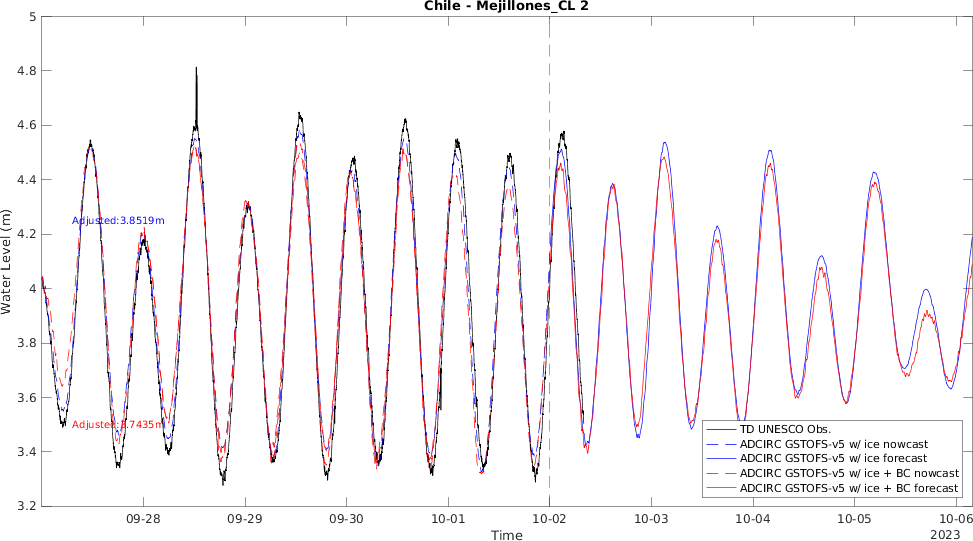 Chile - Mejillones_CL 2
5
4.8
4.6
4.4
4.2
4
3.8
3.6
3.4
3.2
Water Level (m)
Adjusted:3.8519m
Adjusted:3.7435m
TD UNESCO Obs.
ADCIRC GSTOFS-v5 w/ ice nowcast
ADCIRC GSTOFS-v5 w/ ice forecast
ADCIRC GSTOFS-v5 w/ ice + BC nowcast
ADCIRC GSTOFS-v5 w/ ice + BC forecast
09-28 09-29 09-30 10-01 10-02 10-03 10-04 10-05 10-06
Time
2023